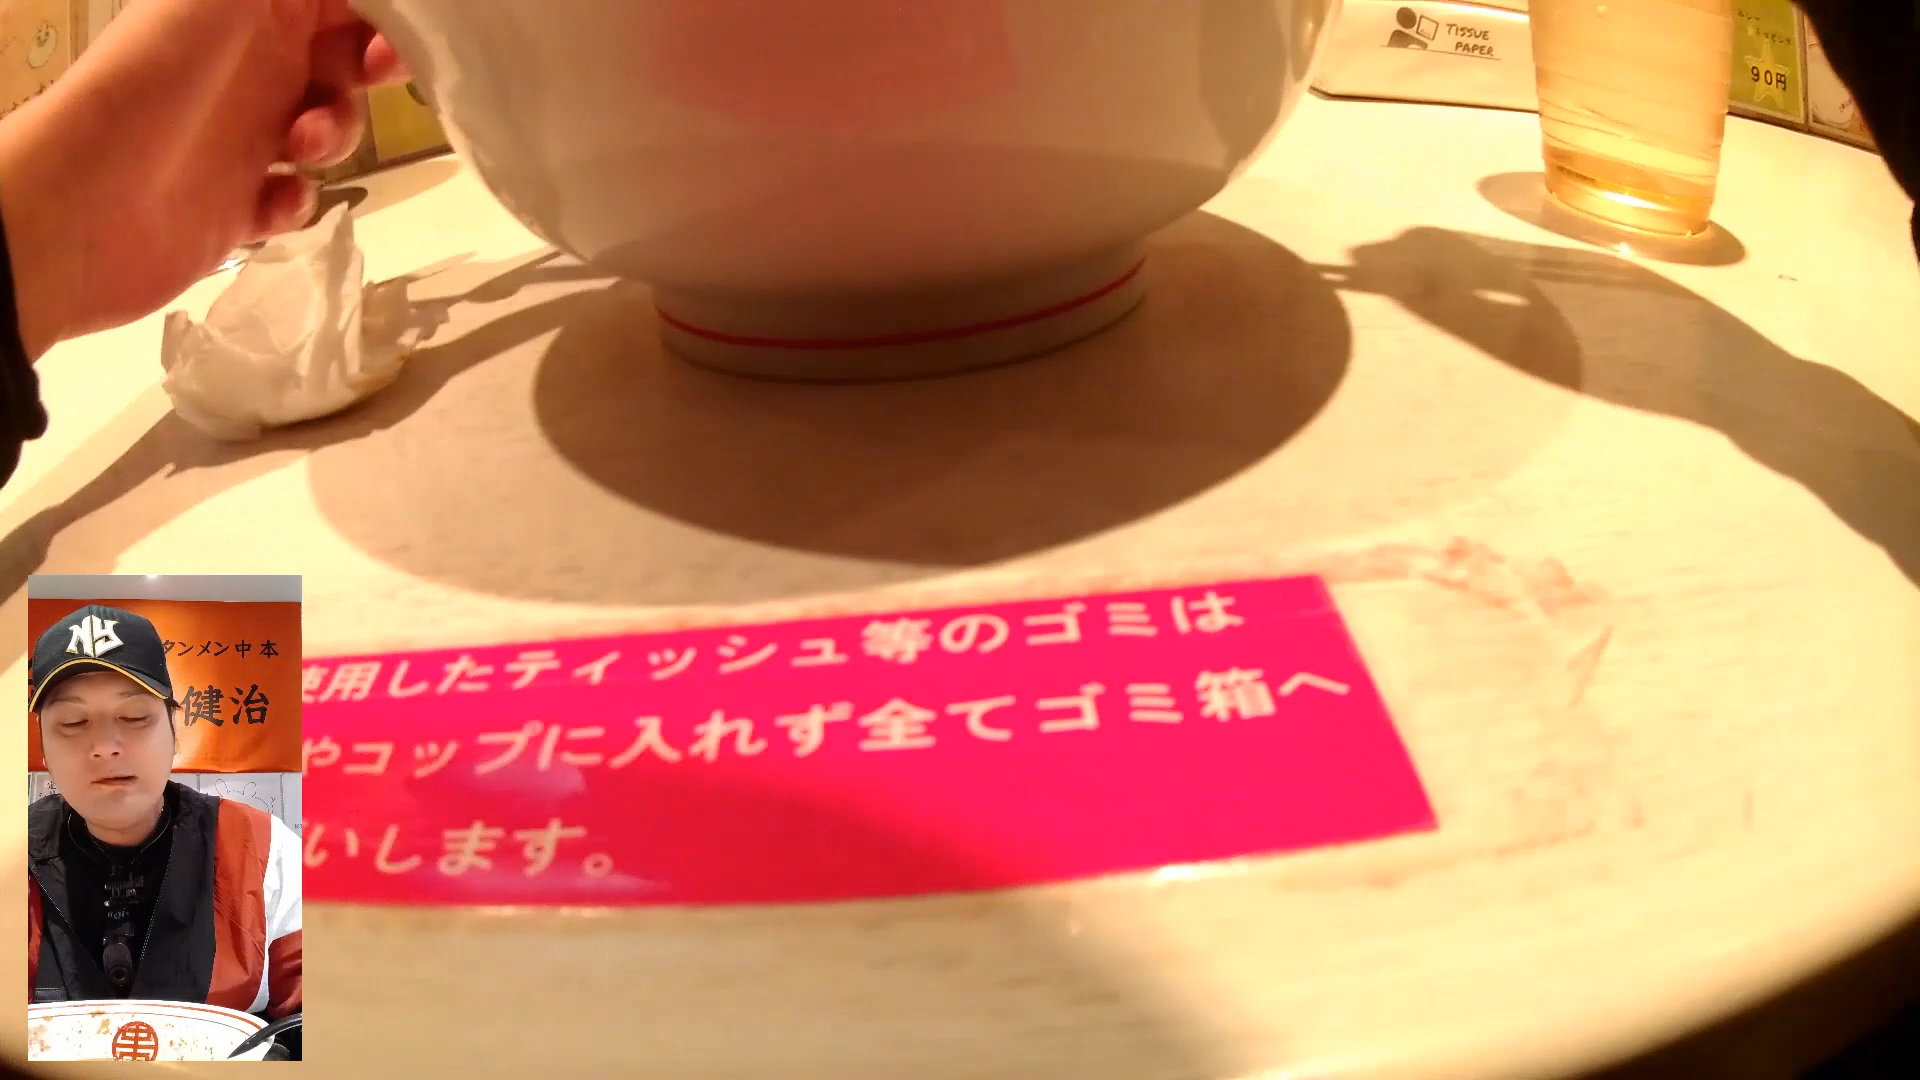 TISSUE
PAPER
90円
使用したティッシュ等のゴミは
やコップに入れず全てゴミ箱へ
いします。
NY
タンメン中本
健治